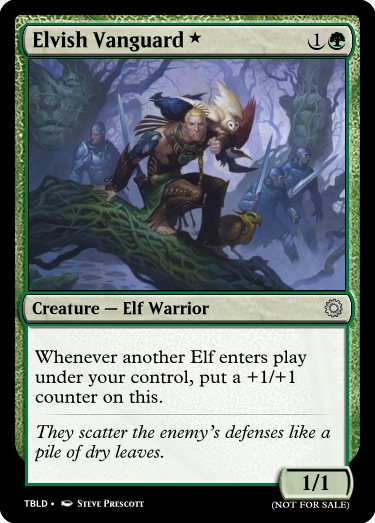 Elvish Vanguard ★ 1
Creature — Elf Warrior
Whenever another Elf enters play
under your control, put a +1/+1
counter on this.
They scatter the enemy's defenses like a
pile of dry leaves.
1/1
TBLD • Steve Prescott
(NOT FOR SALE)